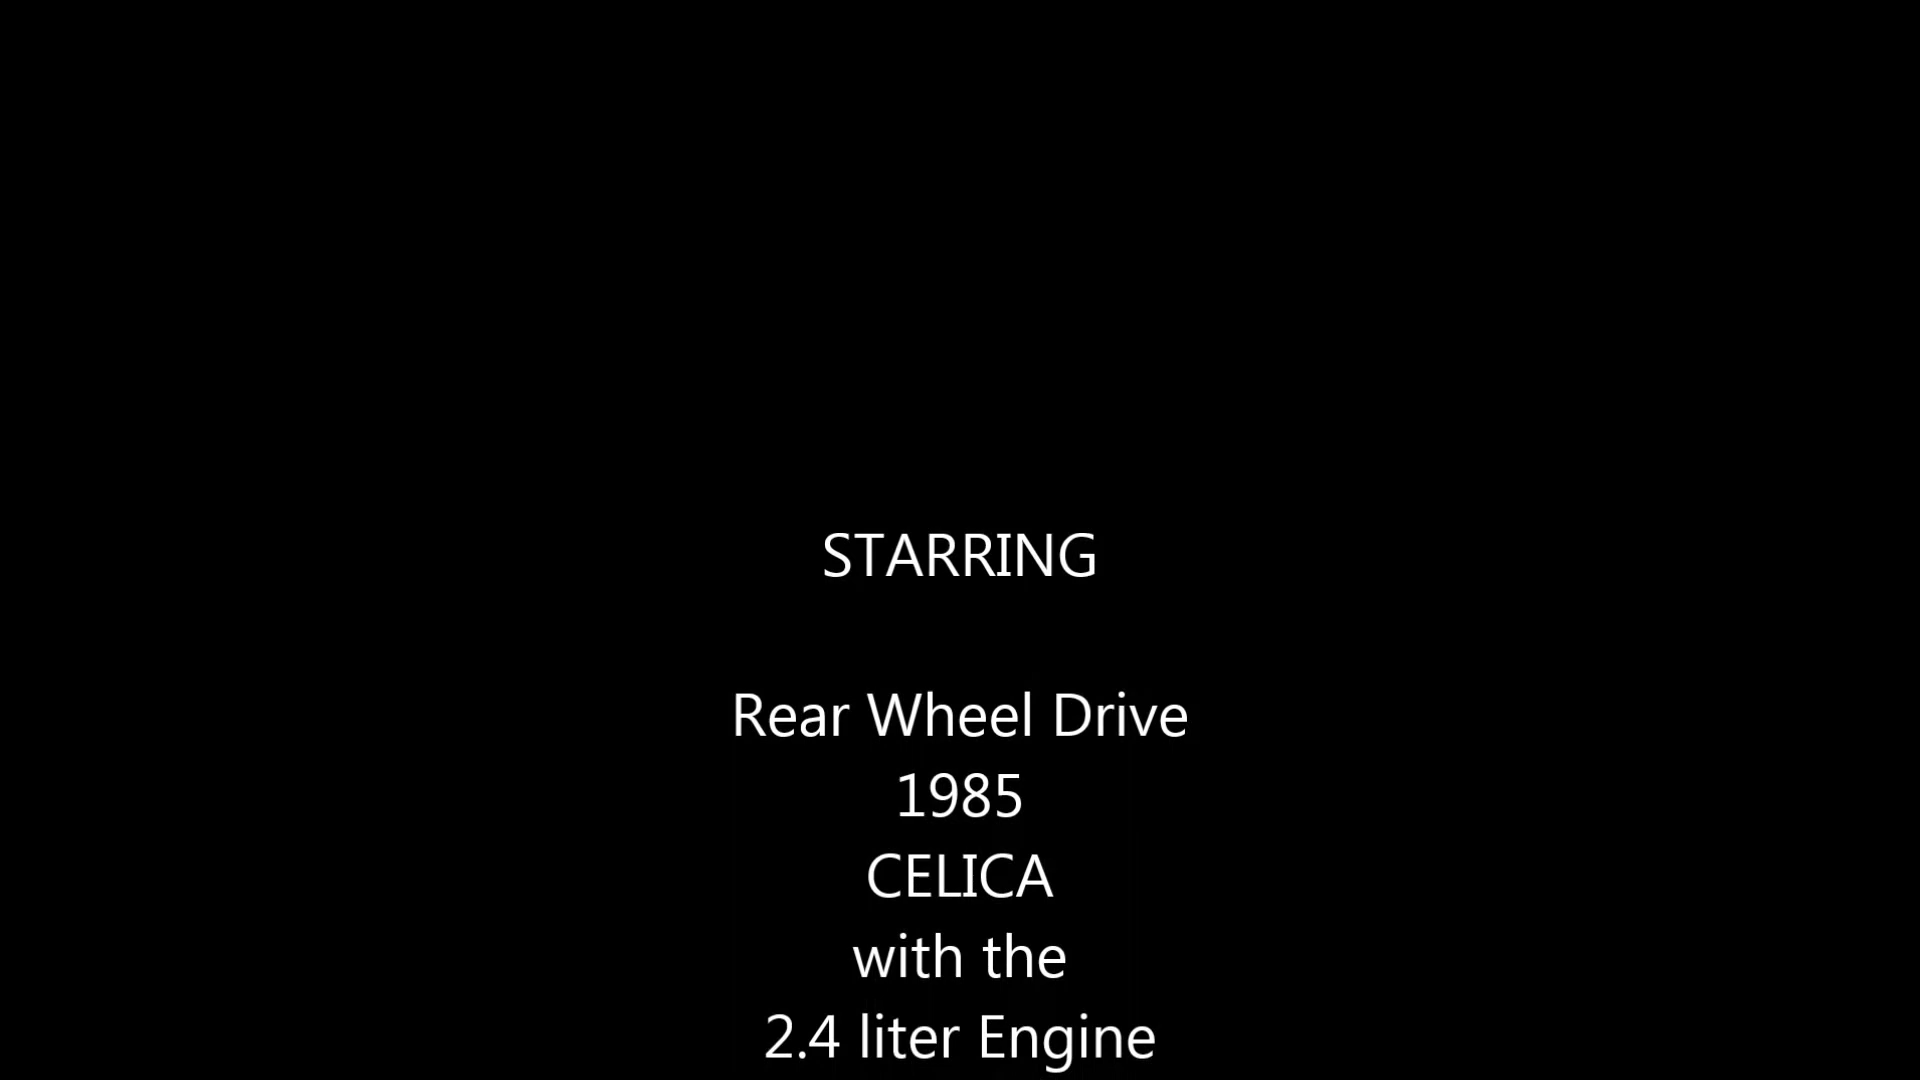 STARRING
Rear Wheel Drive
1985
CELICA
with the
2.4 liter Engine